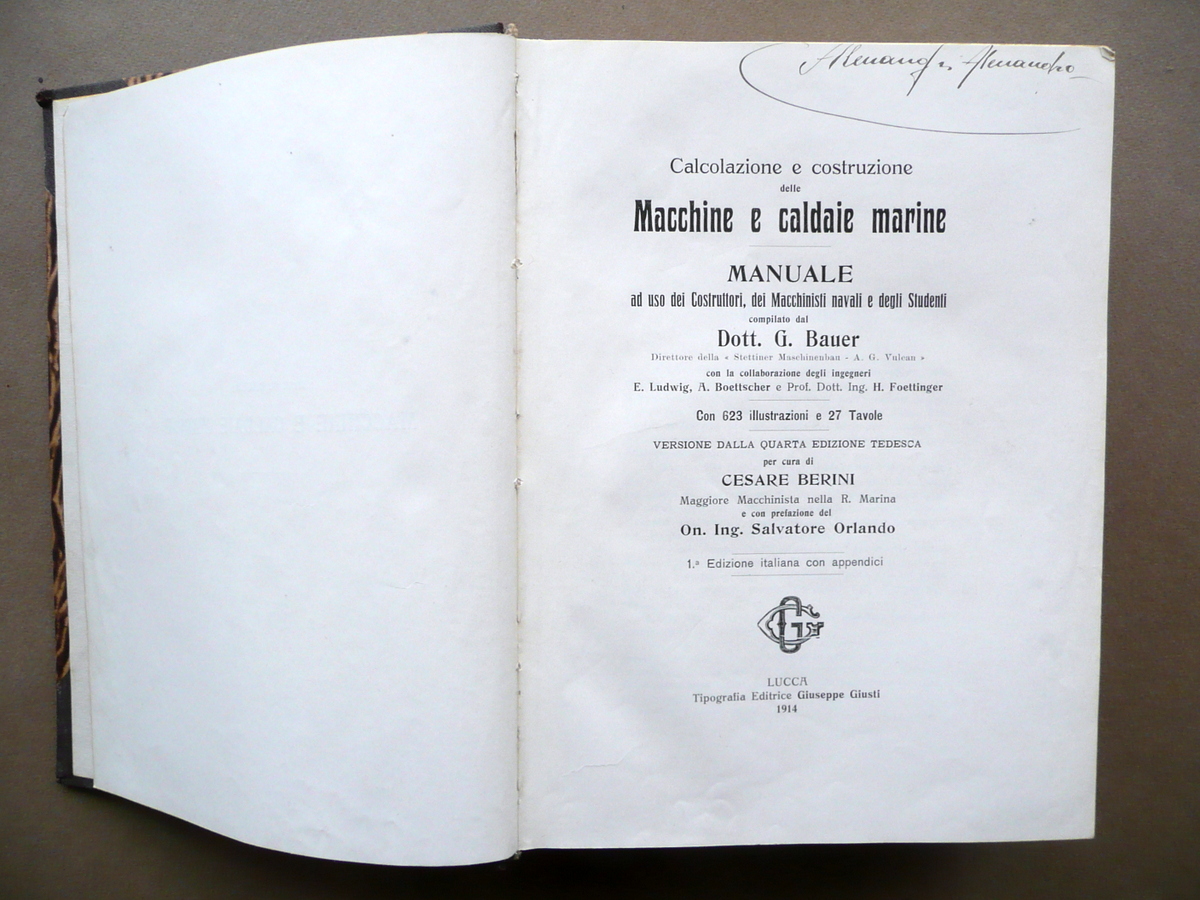 Calcolazione e costruzione
delle
Macchine e caldaie marine
MANUALE
ad uso dei Costruttori, dei Macchinisti navali e degli Studenti
compilato dal
Dott. G. Bauer
Direttore della « Stettiner Maschinenbau - A. G. Vulcan »
con la collaborazione degli ingegneri
E. Ludwig, A. Boettscher e Prof. Dott. Ing. H. Foettinger
Con 623 illustrazioni e 27 Tavole
VERSIONE DALLA QUARTA EDIZIONE TEDESCA
per cura di
CESARE BERINI
Maggiore Macchinista nella R. Marina
e con prefazione del
On. Ing. Salvatore Orlando
1.a Edizione italiana con appendici
LUCCA
Tipografia Editrice Giuseppe Giusti
1914